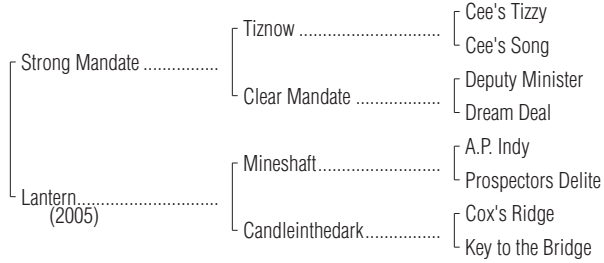 Cee's Tizzy
Tiznow ....................................
Cee's Song
Strong Mandate ................
Deputy Minister
Clear Mandate ....................
Dream Deal
A.P. Indy
Mineshaft...........................
Prospectors Delite
Lantern..............................
(2005)
Cox's Ridge
Candleinthedark................
Key to the Bridge